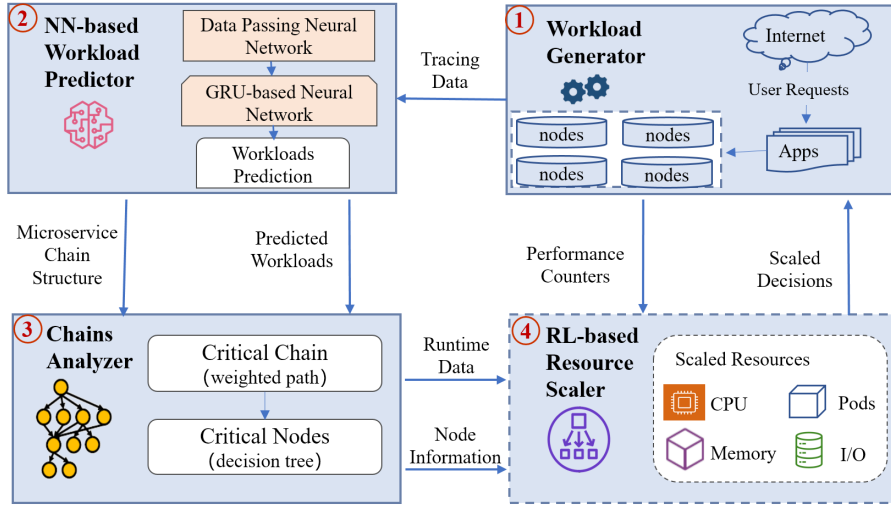 2
NN-based
Workload
Predictor
Data Passing Neural
Network
GRU-based Neural
Network
Workloads
Prediction
Tracing
Data
1
Workload
Generator
Internet
User Requests
Apps
nodes
nodes
nodes
nodes
Microservice
Chain
Structure
Predicted
Workloads
Performance
Counters
Scaled
Decisions
3
Chains
Analyzer
Critical Chain
(weighted path)
Critical Nodes
(decision tree)
Runtime
Data
Node
Information
4
RL-based
Resource
Scaler
Scaled Resources
CPU
Pods
Memory
I/O